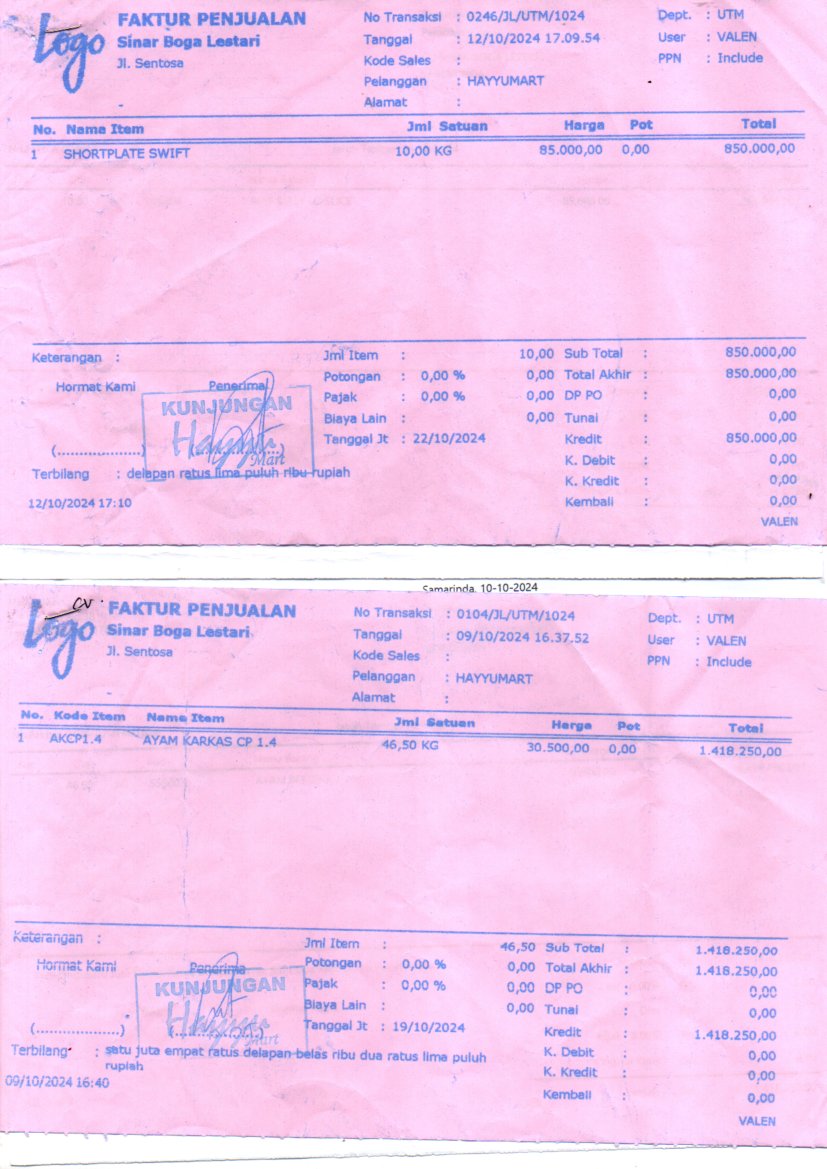 Logo
FAKTUR PENJUALAN
Sinar Boga Lestari
Jl. Sentosa
-
No Transaksi : 0246/JL/UTM/1024
Tanggal : 12/10/2024 17.09.54
Kode Sales :
Pelanggan : HAYYUMART
Alamat :
Dept. : UTM
User : VALEN
PPN : Include
No. Nama Item Jml Satuan Harga Pot Total
1 SHORTPLATE SWIFT 10,00 KG 85.000,00 0,00 850.000,00
Keterangan :
Hormat Kami Penerima
KUNJUNGAN
Hayyu
Mart
(...................) (...................)
Terbilang : delapan ratus lima puluh ribu rupiah
12/10/2024 17:10
Jml Item : 10,00
Potongan : 0,00 % 0,00
Pajak : 0,00 % 0,00
Biaya Lain : 0,00
Tanggal Jt : 22/10/2024
Sub Total : 850.000,00
Total Akhir : 850.000,00
DP PO : 0,00
Tunai : 0,00
Kredit : 850.000,00
K. Debit : 0,00
K. Kredit : 0,00
Kembali : 0,00
VALEN
Samarinda, 10-10-2024
CV
Logo
FAKTUR PENJUALAN
Sinar Boga Lestari
Jl. Sentosa
-
No Transaksi : 0104/JL/UTM/1024
Tanggal : 09/10/2024 16.37.52
Kode Sales :
Pelanggan : HAYYUMART
Alamat :
Dept. : UTM
User : VALEN
PPN : Include
No. Kode Item Nama Item Jml Satuan Harga Pot Total
1 AKCP1.4 AYAM KARKAS CP 1.4 46,50 KG 30.500,00 0,00 1.418.250,00
Keterangan :
Hormat Kami Penerima
KUNJUNGAN
Hayyu
Mart
(...................) (...................)
Terbilang : satu juta empat ratus delapan belas ribu dua ratus lima puluh
rupiah
09/10/2024 16:40
Jml Item : 46,50
Potongan : 0,00 % 0,00
Pajak : 0,00 % 0,00
Biaya Lain : 0,00
Tanggal Jt : 19/10/2024
Sub Total : 1.418.250,00
Total Akhir : 1.418.250,00
DP PO : 0,00
Tunai : 0,00
Kredit : 1.418.250,00
K. Debit : 0,00
K. Kredit : 0,00
Kembali : 0,00
VALEN